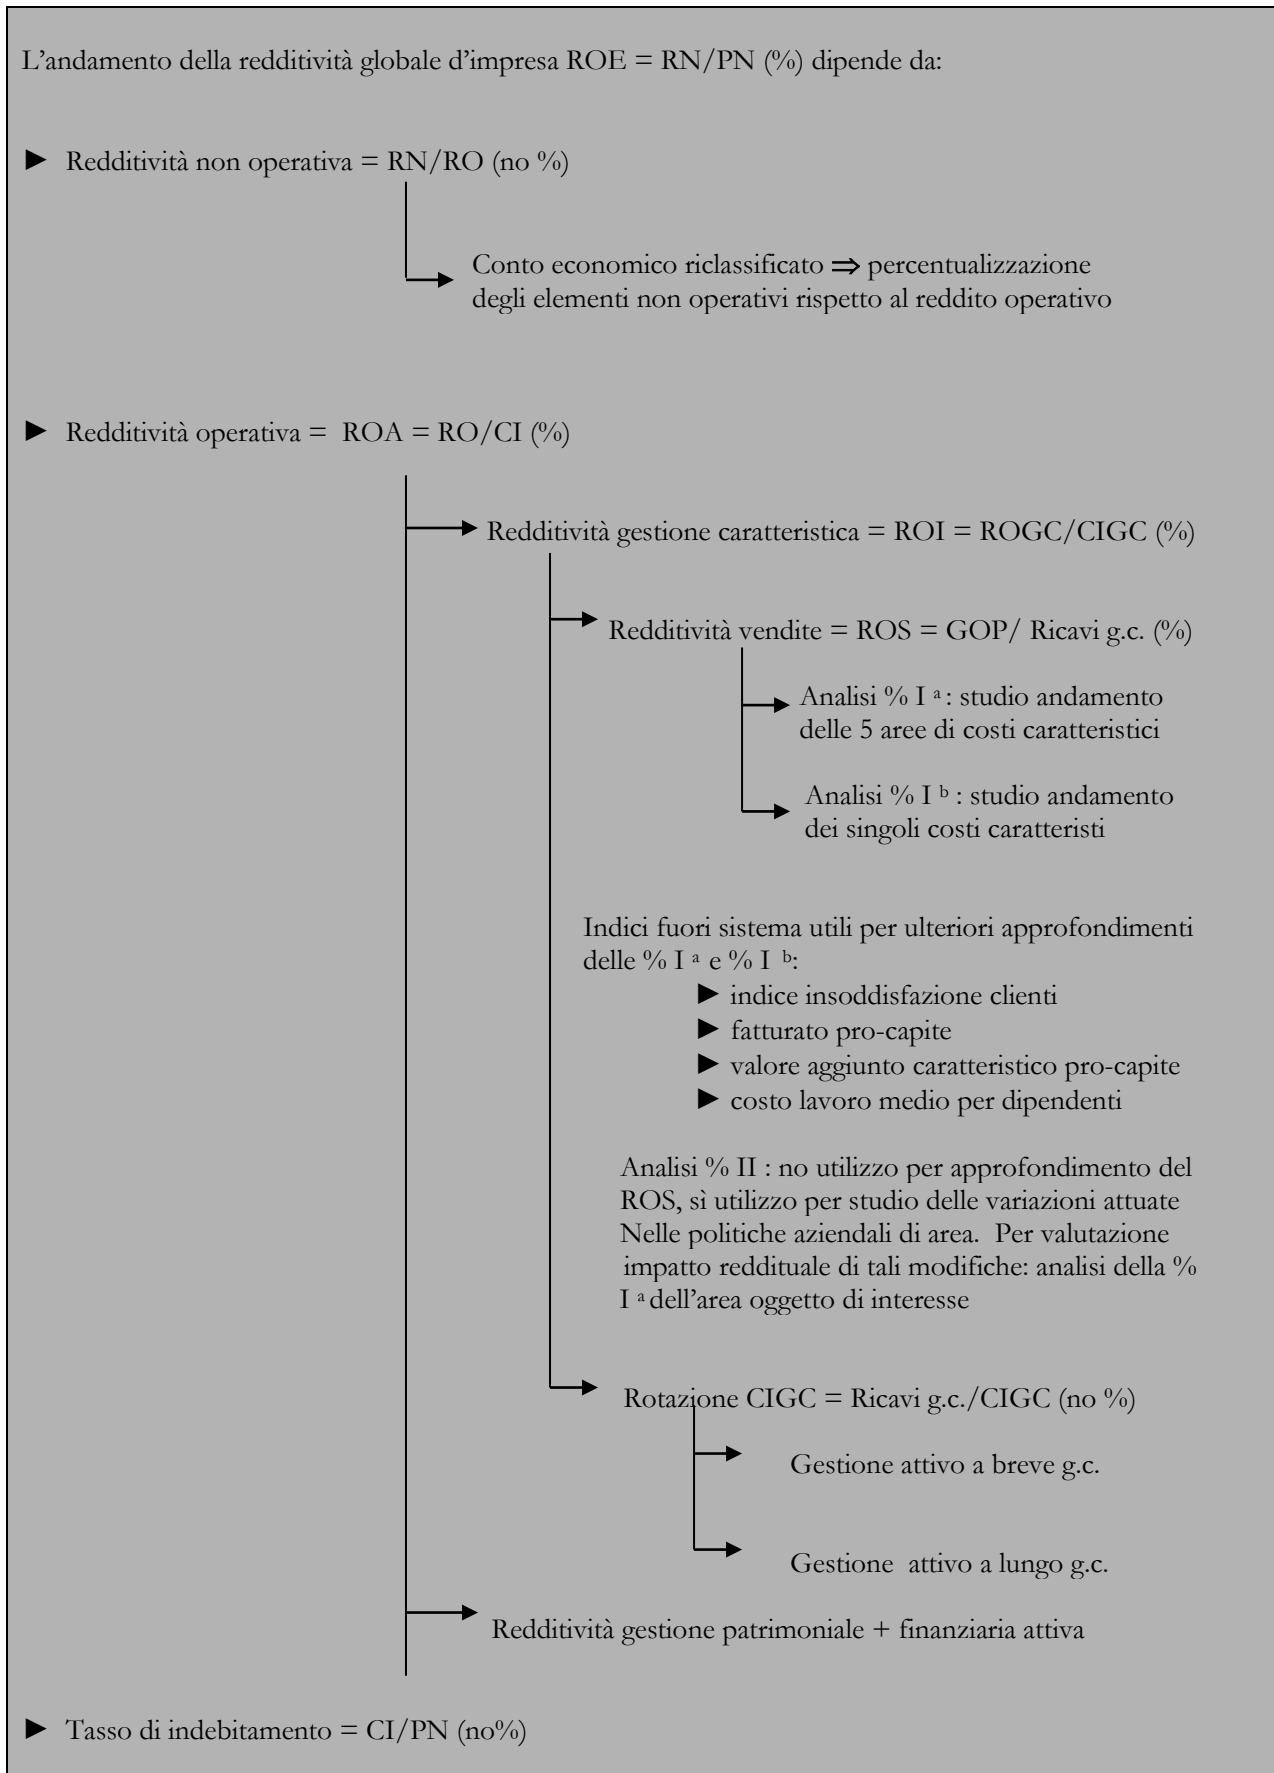 L’andamento della redditività globale d’impresa ROE = RN/PN (%) dipende da:
► Redditività non operativa = RN/RO (no %)
Conto economico riclassificato ⇒ percentualizzazione
degli elementi non operativi rispetto al reddito operativo
► Redditività operativa = ROA = RO/CI (%)
Redditività gestione caratteristica = ROI = ROGC/CIGC (%)
Redditività vendite = ROS = GOP/ Ricavi g.c. (%)
Analisi % I ª : studio andamento
delle 5 aree di costi caratteristici
Analisi % I ᵇ : studio andamento
dei singoli costi caratteristi
Indici fuori sistema utili per ulteriori approfondimenti
delle % I ª e % I ᵇ:
► indice insoddisfazione clienti
► fatturato pro-capite
► valore aggiunto caratteristico pro-capite
► costo lavoro medio per dipendenti
Analisi % II : no utilizzo per approfondimento del
ROS, sì utilizzo per studio delle variazioni attuate
Nelle politiche aziendali di area. Per valutazione
impatto reddituale di tali modifiche: analisi della %
I ª dell’area oggetto di interesse
Rotazione CIGC = Ricavi g.c./CIGC (no %)
Gestione attivo a breve g.c.
Gestione attivo a lungo g.c.
Redditività gestione patrimoniale + finanziaria attiva
► Tasso di indebitamento = CI/PN (no%)